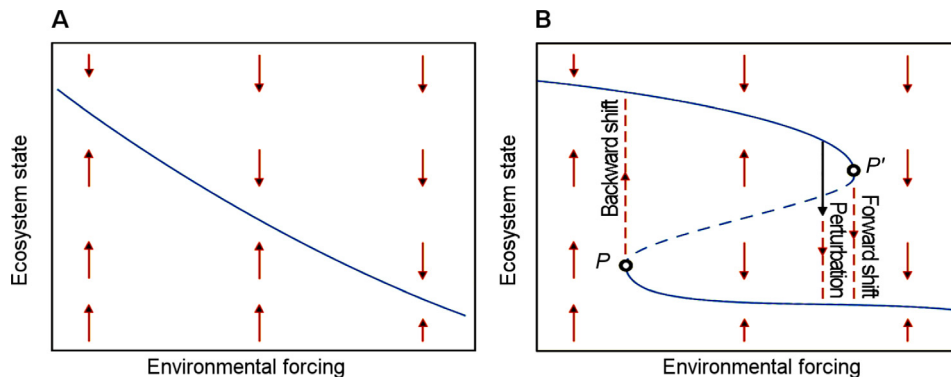 A
Ecosystem state
Environmental forcing
B
Ecosystem state
Backward shift
P
P'
Perturbation
Forward shift
Environmental forcing